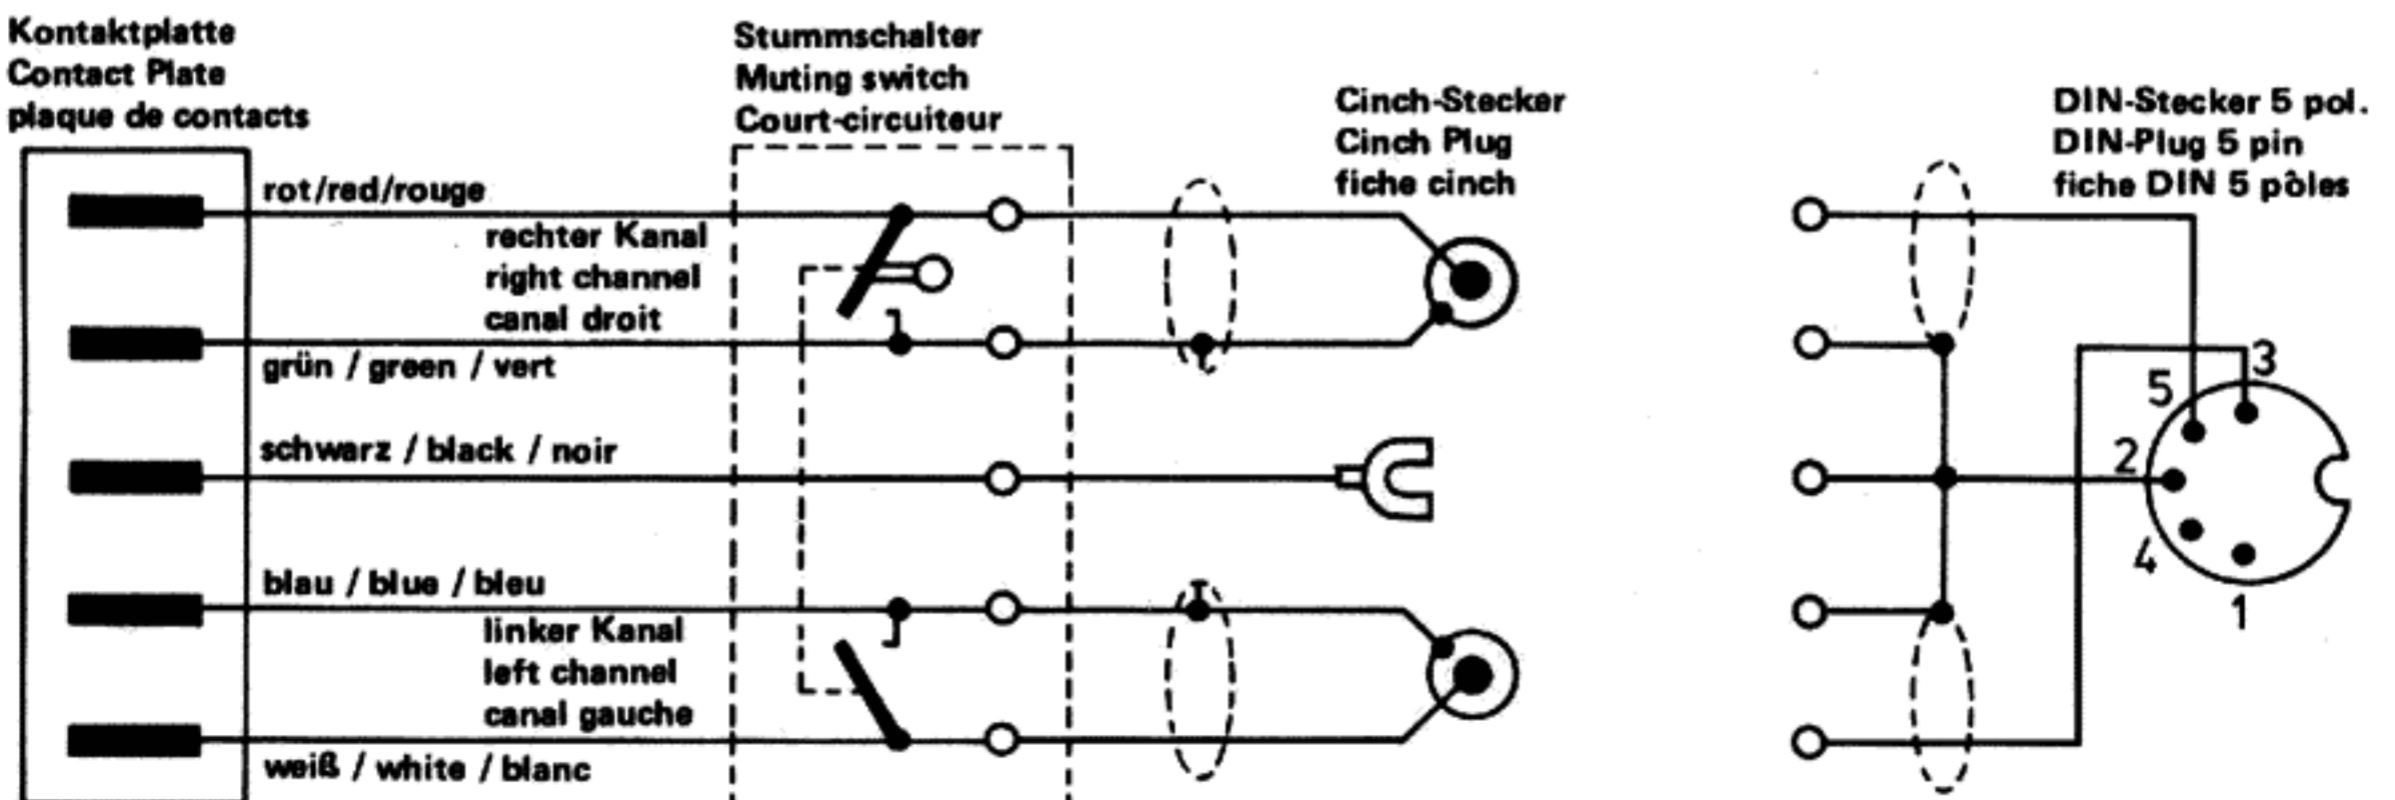 Kontaktplatte
Contact Plate
plaque de contacts
Stummschalter
Muting switch
Court-circuiteur
Cinch-Stecker
Cinch Plug
fiche cinch
DIN-Stecker 5 pol.
DIN-Plug 5 pin
fiche DIN 5 pôles
rot/red/rouge
rechter Kanal
right channel
canal droit
grün / green / vert
schwarz / black / noir
blau / blue / bleu
linker Kanal
left channel
canal gauche
weiß / white / blanc
3
5
2
4
1